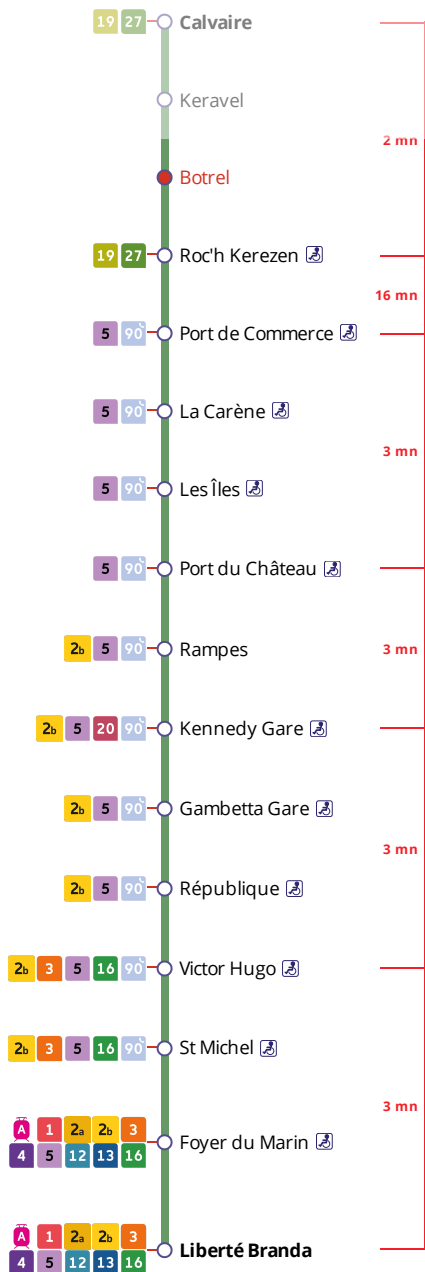 19 27 Calvaire
Keravel
2 mn
Botrel
19 27 Roc'h Kerezen
16 mn
5 90 Port de Commerce
5 90 La Carène
3 mn
5 90 Les Îles
5 90 Port du Château
2b 5 90 Rampes
3 mn
2b 5 20 90 Kennedy Gare
2b 5 90 Gambetta Gare
3 mn
2b 5 90 République
2b 3 5 16 90 Victor Hugo
2b 3 5 16 90 St Michel
3 mn
A 1 2a 2b 3
Foyer du Marin
4 5 12 13 16
A 1 2a 2b 3
Liberté Branda
4 5 12 13 16